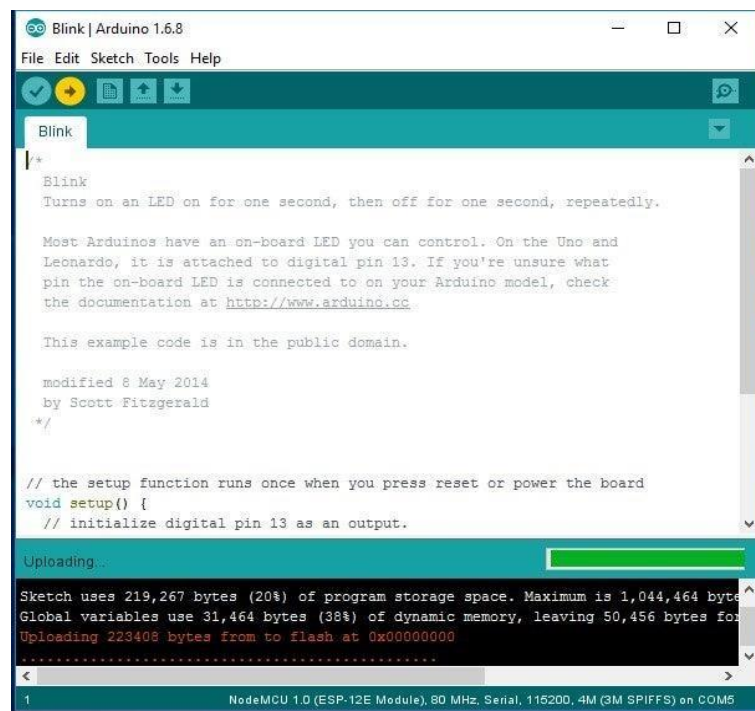 Blink | Arduino 1.6.8
File Edit Sketch Tools Help
Blink
/*
Blink
Turns on an LED on for one second, then off for one second, repeatedly.
Most Arduinos have an on-board LED you can control. On the Uno and
Leonardo, it is attached to digital pin 13. If you're unsure what
pin the on-board LED is connected to on your Arduino model, check
the documentation at http://www.arduino.cc
This example code is in the public domain.
modified 8 May 2014
by Scott Fitzgerald
*/
// the setup function runs once when you press reset or power the board
void setup() {
// initialize digital pin 13 as an output.
Uploading...
Sketch uses 219,267 bytes (20%) of program storage space. Maximum is 1,044,464 byte
Global variables use 31,464 bytes (38%) of dynamic memory, leaving 50,456 bytes for
Uploading 223408 bytes from to flash at 0x00000000
................................................
1 NodeMCU 1.0 (ESP-12E Module), 80 MHz, Serial, 115200, 4M (3M SPIFFS) on COM5